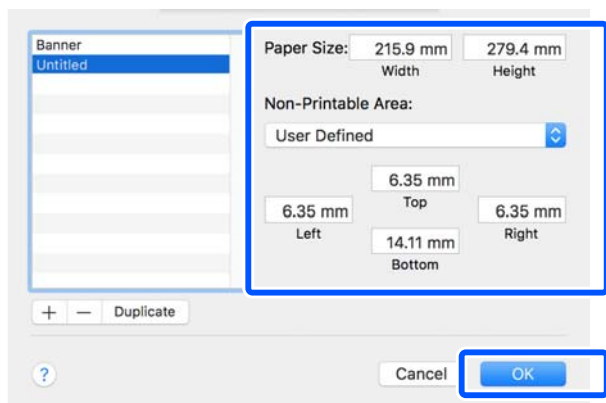 Banner
Untitled
Paper Size: 215.9 mm 279.4 mm
Width Height
Non-Printable Area:
User Defined
6.35 mm
Top
6.35 mm 6.35 mm
Left Right
14.11 mm
Bottom
+ − Duplicate
? Cancel OK